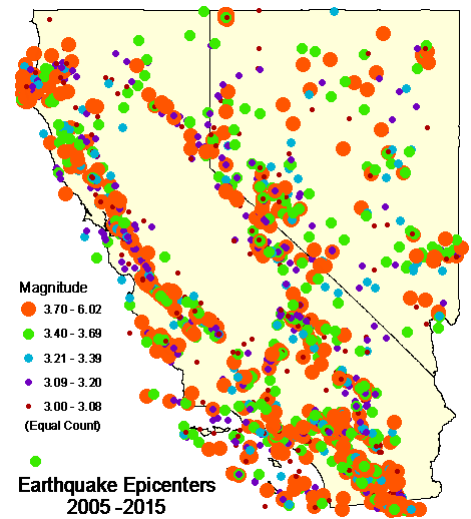 Magnitude
3.70 - 6.02
3.40 - 3.69
3.21 - 3.39
3.09 - 3.20
3.00 - 3.08
(Equal Count)
Earthquake Epicenters
2005 -2015